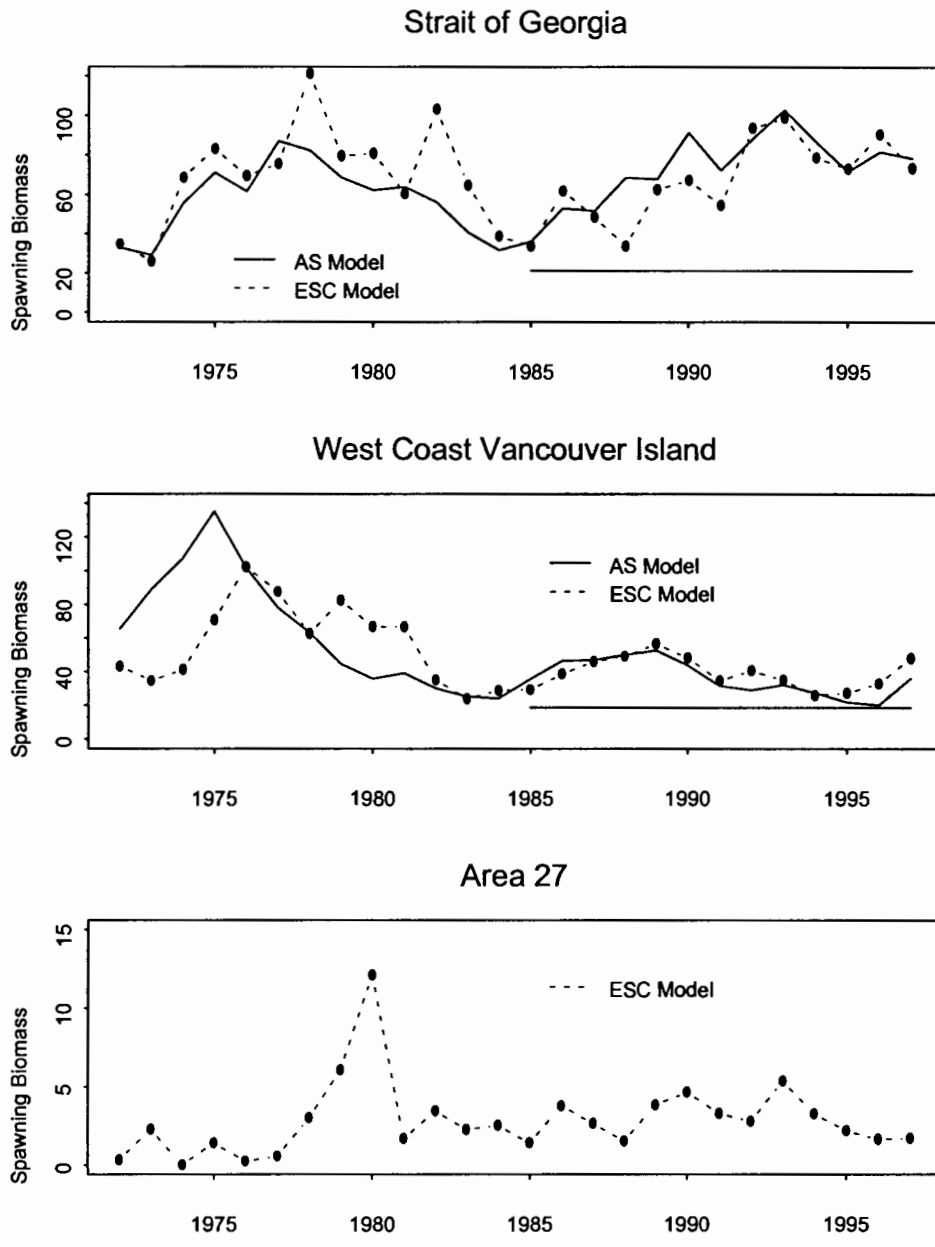 Strait of Georgia
Spawning Biomass
0 20 60 100
AS Model
ESC Model
1975 1980 1985 1990 1995
West Coast Vancouver Island
Spawning Biomass
0 40 80 120
AS Model
ESC Model
1975 1980 1985 1990 1995
Area 27
Spawning Biomass
0 5 10 15
ESC Model
1975 1980 1985 1990 1995